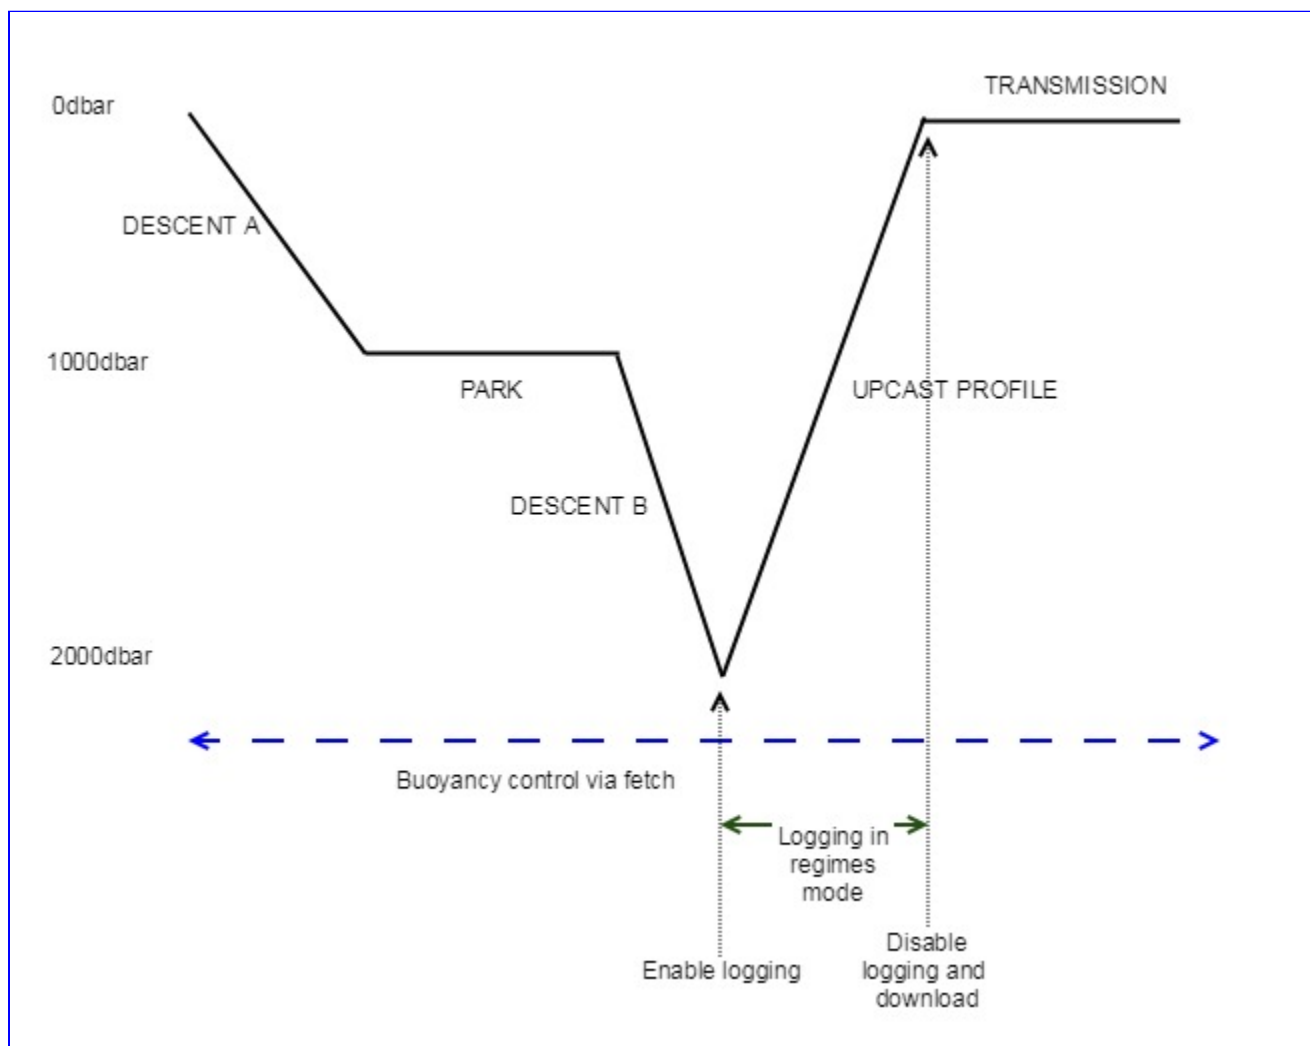 TRANSMISSION
0dbar
DESCENT A
1000dbar
PARK
UPCAST PROFILE
DESCENT B
2000dbar
Buoyancy control via fetch
Logging in
regimes
mode
Enable logging
Disable
logging and
download